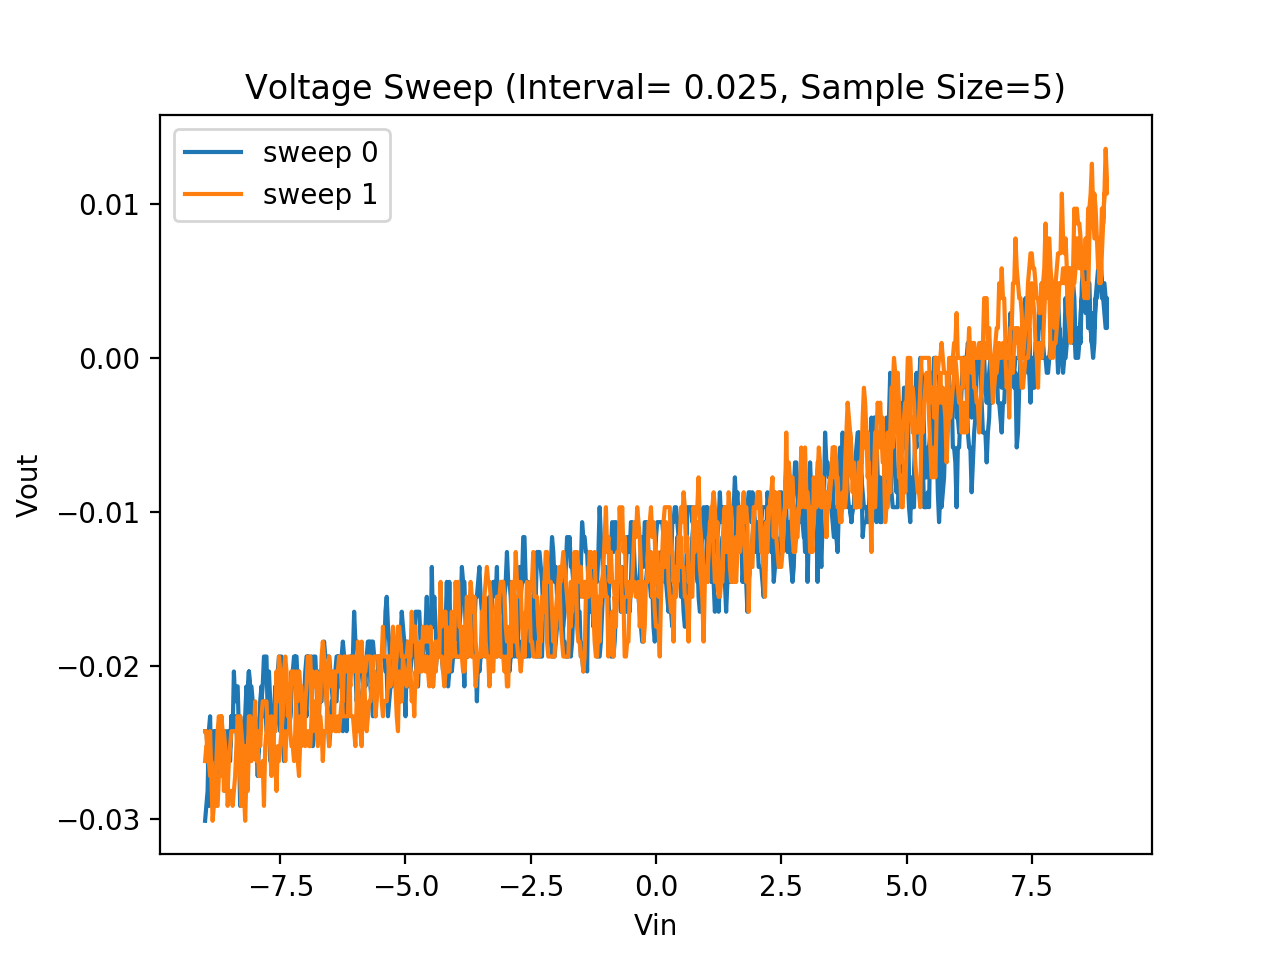 Voltage Sweep (Interval= 0.025, Sample Size=5)
sweep 0
sweep 1
0.01
0.00
−0.01
−0.02
−0.03
Vout
−7.5 −5.0 −2.5 0.0 2.5 5.0 7.5
Vin